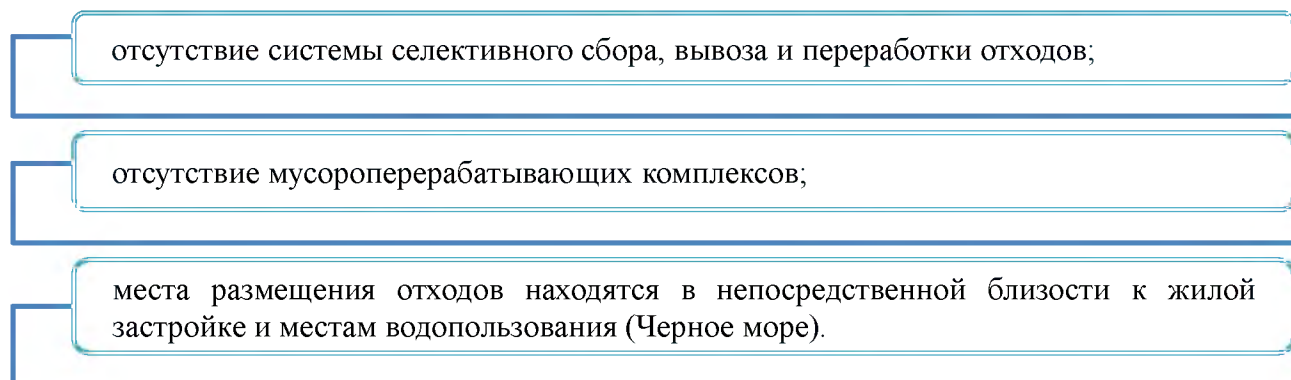 отсутствие системы селективного сбора, вывоза и переработки отходов;
отсутствие мусороперерабатывающих комплексов;
места размещения отходов находятся в непосредственной близости к жилой
застройке и местам водопользования (Черное море).